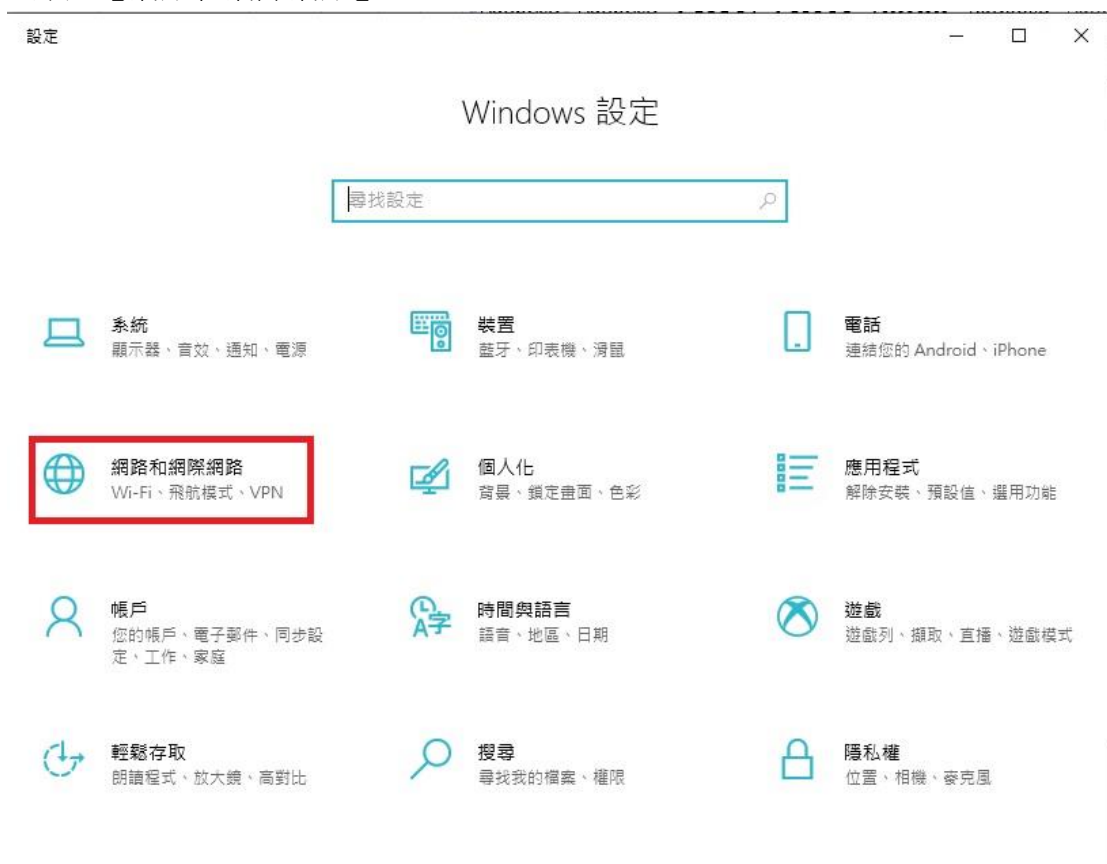 設定
Windows 設定
尋找設定
系統
顯示器、音效、通知、電源
裝置
藍牙、印表機、滑鼠
電話
連結您的 Android、iPhone
網路和網際網路
Wi-Fi、飛航模式、VPN
個人化
背景、鎖定畫面、色彩
應用程式
解除安裝、預設值、選用功能
帳戶
您的帳戶、電子郵件、同步設
定、工作、家庭
A字
時間與語言
語音、地區、日期
遊戲
遊戲列、擷取、直播、遊戲模式
輕鬆存取
朗讀程式、放大鏡、高對比
搜尋
尋找我的檔案、權限
隱私權
位置、相機、麥克風